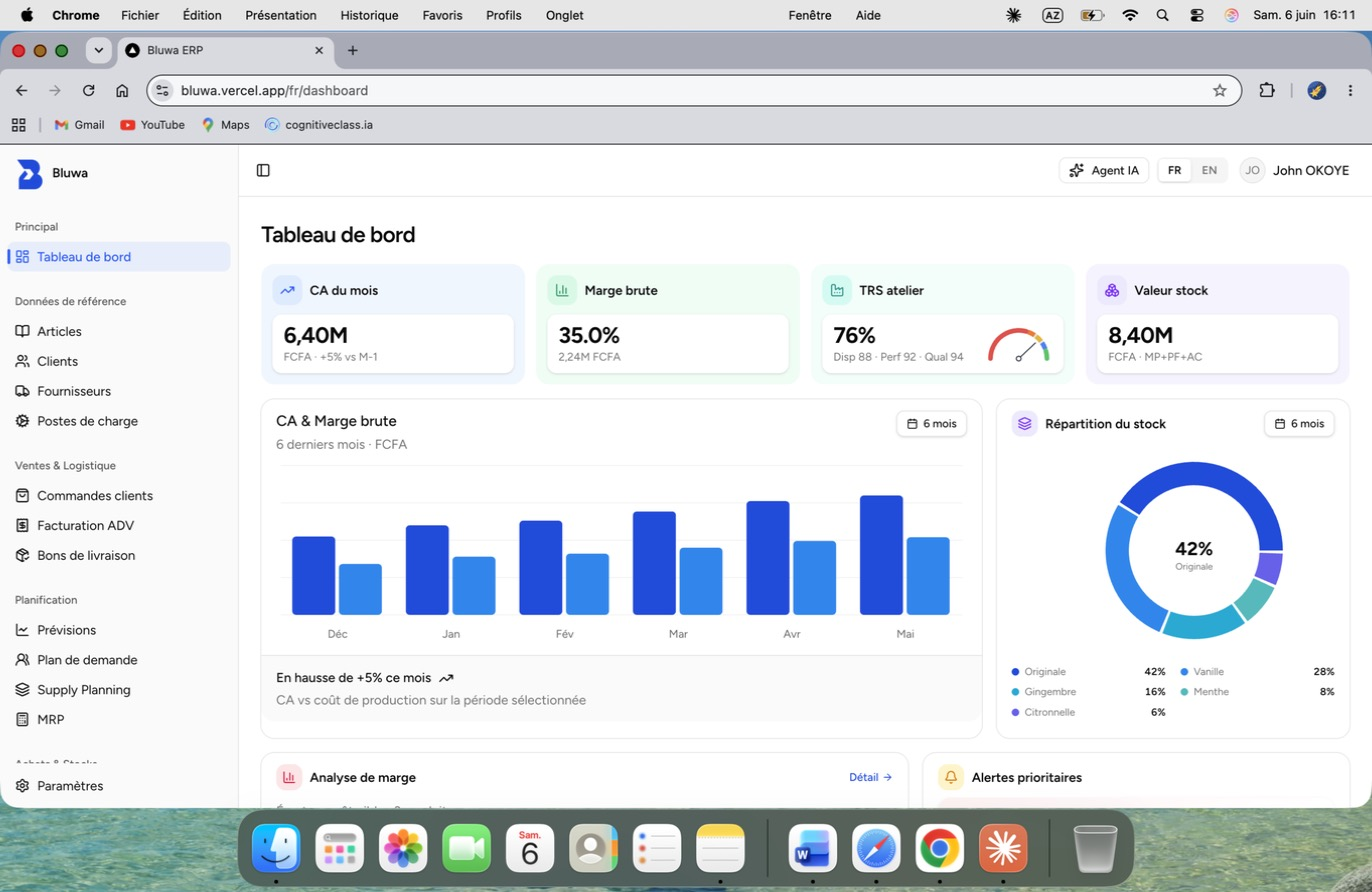 Chrome Fichier Édition Présentation Historique Favoris Profils Onglet Fenêtre Aide AZ Sam. 6 juin 16:11
Bluwa ERP
bluwa.vercel.app/fr/dashboard
Gmail YouTube Maps cognitiveclass.ia
Bluwa
Agent IA FR EN JO John OKOYE
Principal
Tableau de bord
Données de référence
Articles
Clients
Fournisseurs
Postes de charge
Ventes & Logistique
Commandes clients
Facturation ADV
Bons de livraison
Planification
Prévisions
Plan de demande
Supply Planning
MRP
Achats & Stocks
Paramètres
Tableau de bord
CA du mois
6,40M
FCFA · +5% vs M-1
Marge brute
35.0%
2,24M FCFA
TRS atelier
76%
Disp 88 · Perf 92 · Qual 94
Valeur stock
8,40M
FCFA · MP+PF+AC
CA & Marge brute
6 derniers mois · FCFA
6 mois
Déc Jan Fév Mar Avr Mai
En hausse de +5% ce mois
CA vs coût de production sur la période sélectionnée
Répartition du stock
6 mois
42%
Originale
Originale 42% Vanille 28%
Gingembre 16% Menthe 8%
Citronnelle 6%
Analyse de marge
Détail →
Alertes prioritaires
Sam.
6
W